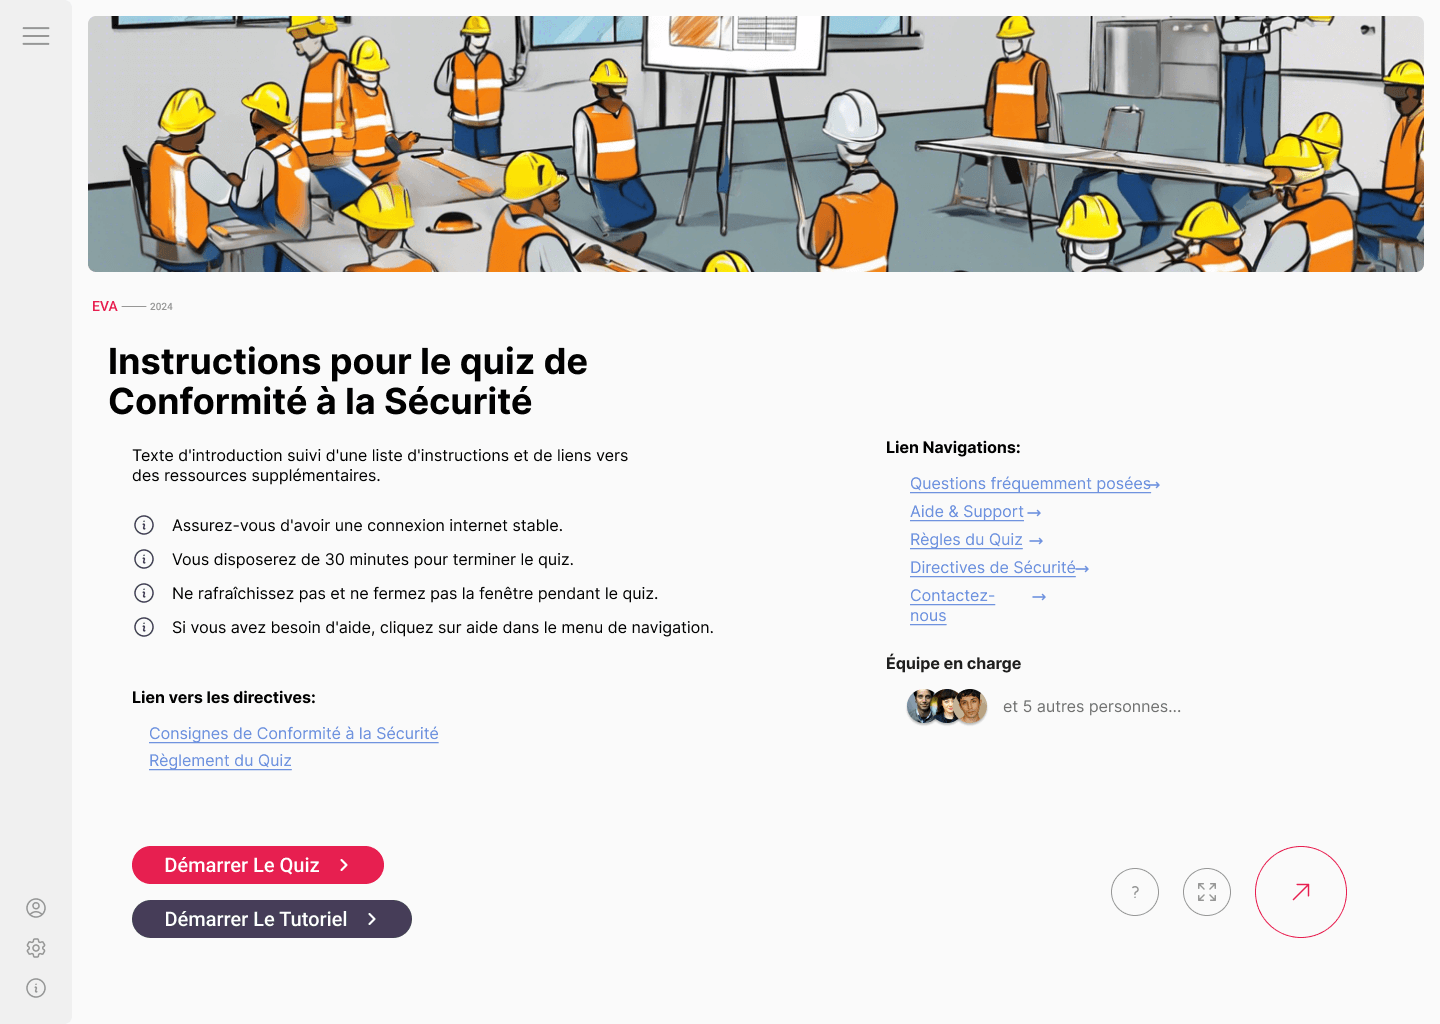 EVA
2024
Instructions pour le quiz de
Conformité à la Sécurité
Texte d'introduction suivi d'une liste d'instructions et de liens vers
des ressources supplémentaires.
Assurez-vous d'avoir une connexion internet stable.
Vous disposerez de 30 minutes pour terminer le quiz.
Ne rafraîchissez pas et ne fermez pas la fenêtre pendant le quiz.
Si vous avez besoin d'aide, cliquez sur aide dans le menu de navigation.
Lien vers les directives:
Consignes de Conformité à la Sécurité
Règlement du Quiz
Démarrer Le Quiz
Démarrer Le Tutoriel
Lien Navigations:
Questions fréquemment posées→
Aide & Support →
Règles du Quiz →
Directives de Sécurité→
Contactez- →
nous
Équipe en charge
et 5 autres personnes...
?